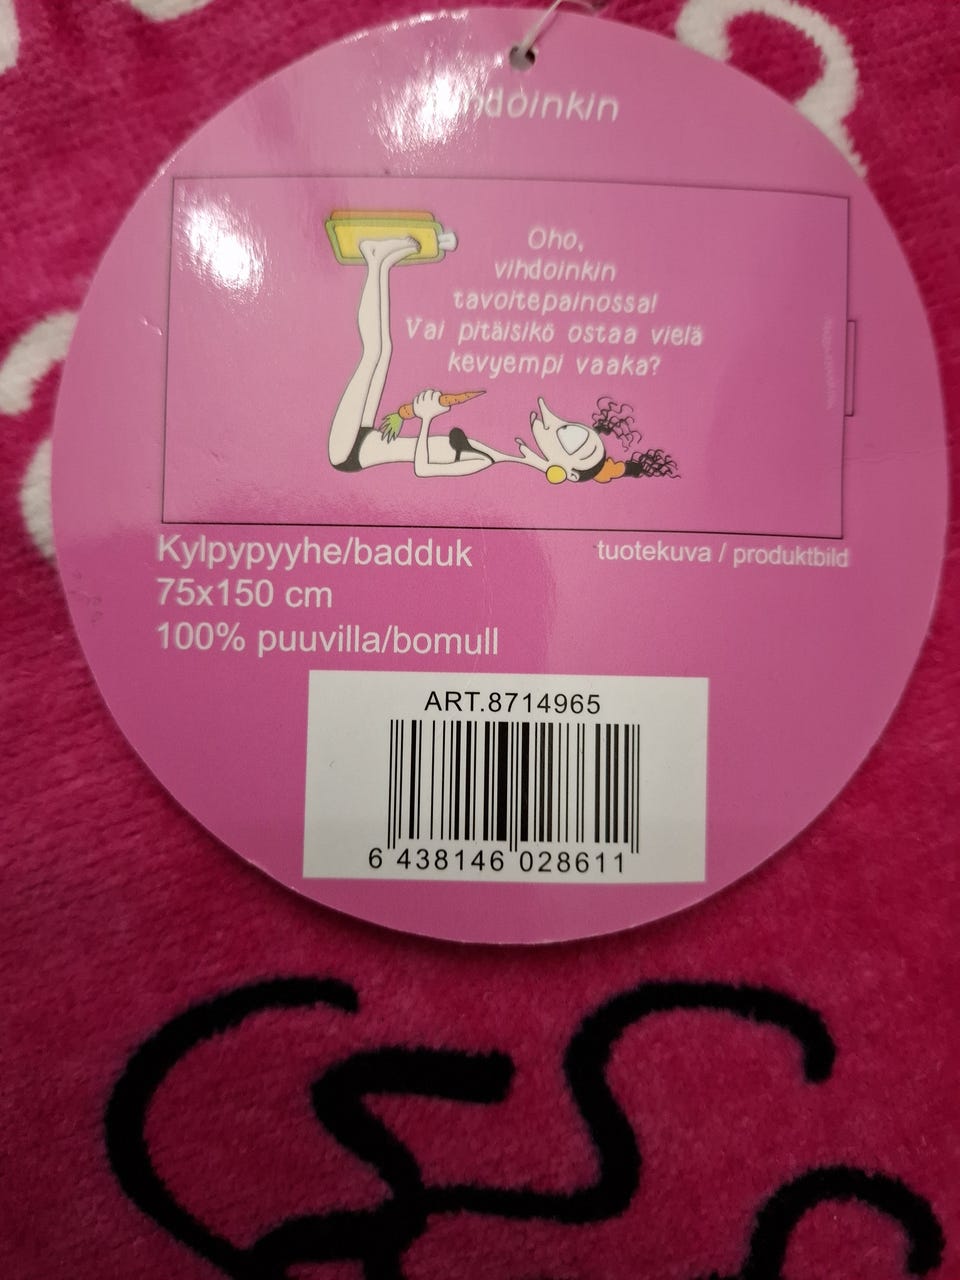 Oho,
vihdoinkin
tavoitepainossa!
Vai pitäisikö ostaa vielä
kevyempi vaaka?
Kylpypyyhe/badduk
tuotekuva / produktbild
75x150 cm
100% puuvilla/bomull
ART.8714965
6 438146 028611